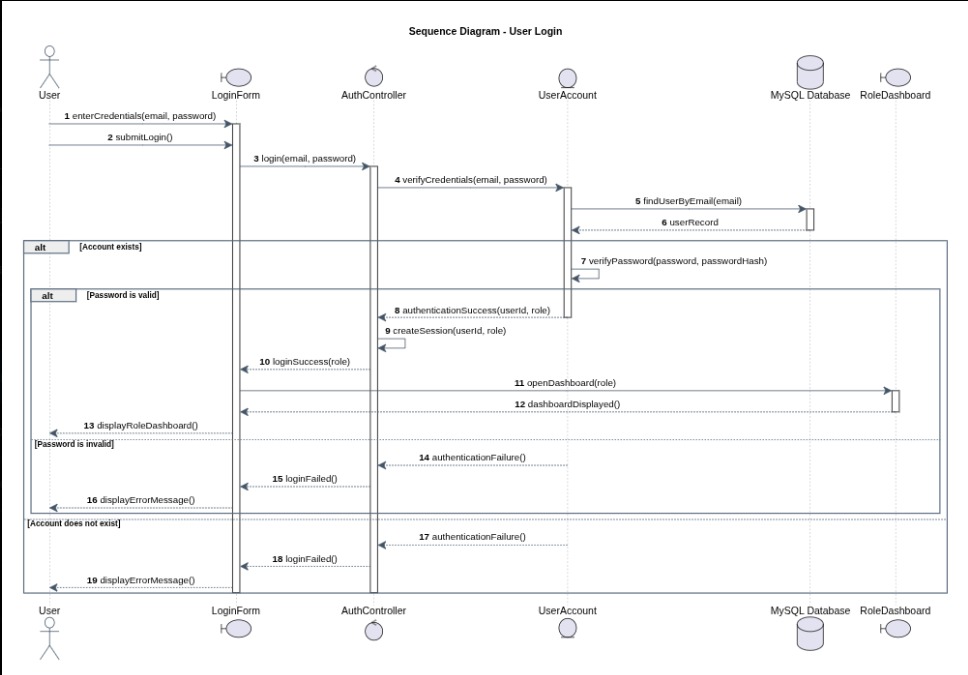 Sequence Diagram - User Login
User LoginForm AuthController UserAccount MySQL Database RoleDashboard
1 enterCredentials(email, password)
2 submitLogin()
3 login(email, password)
4 verifyCredentials(email, password)
5 findUserByEmail(email)
6 userRecord
alt [Account exists]
7 verifyPassword(password, passwordHash)
alt [Password is valid]
8 authenticationSuccess(userId, role)
9 createSession(userId, role)
10 loginSuccess(role)
11 openDashboard(role)
12 dashboardDisplayed()
13 displayRoleDashboard()
[Password is invalid]
14 authenticationFailure()
15 loginFailed()
16 displayErrorMessage()
[Account does not exist]
17 authenticationFailure()
18 loginFailed()
19 displayErrorMessage()
User LoginForm AuthController UserAccount MySQL Database RoleDashboard